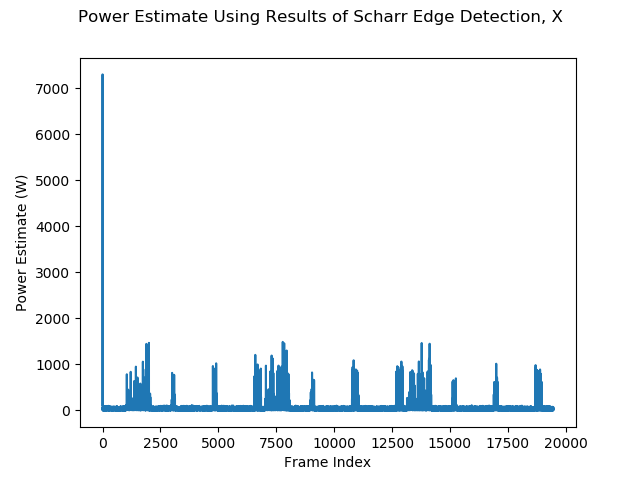 Power Estimate Using Results of Scharr Edge Detection, X
7000
6000
5000
4000
3000
2000
1000
0
Power Estimate (W)
0 2500 5000 7500 10000 12500 15000 17500 20000
Frame Index